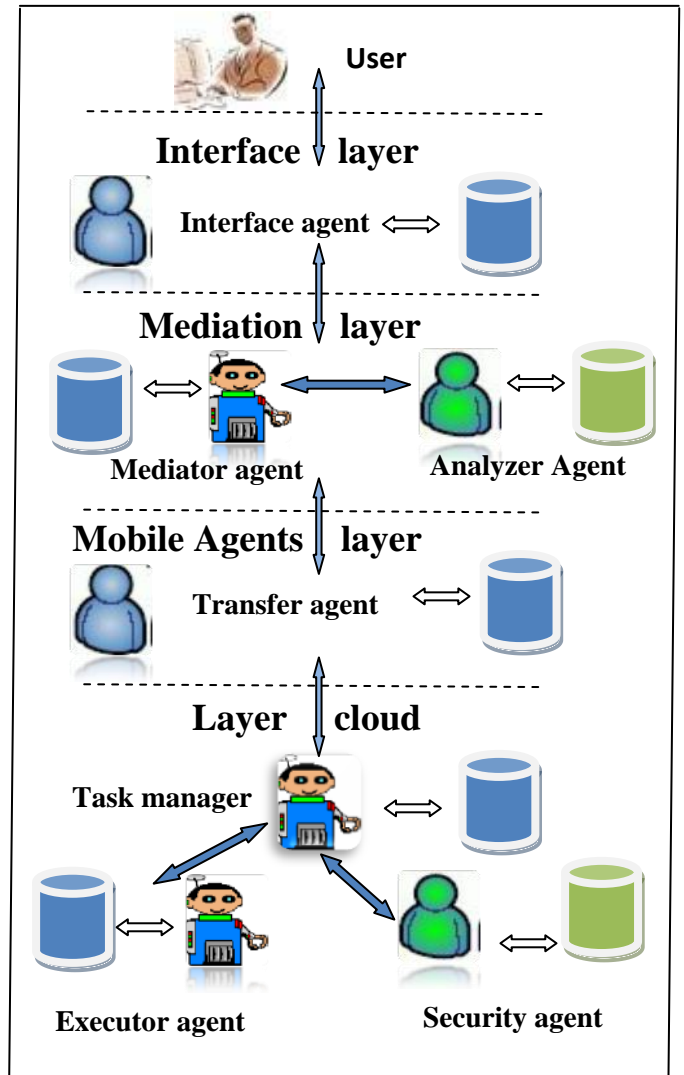 User
Interface layer
Interface agent
Mediation layer
Mediator agent
Analyzer Agent
Mobile Agents layer
Transfer agent
Layer cloud
Task manager
Executor agent
Security agent